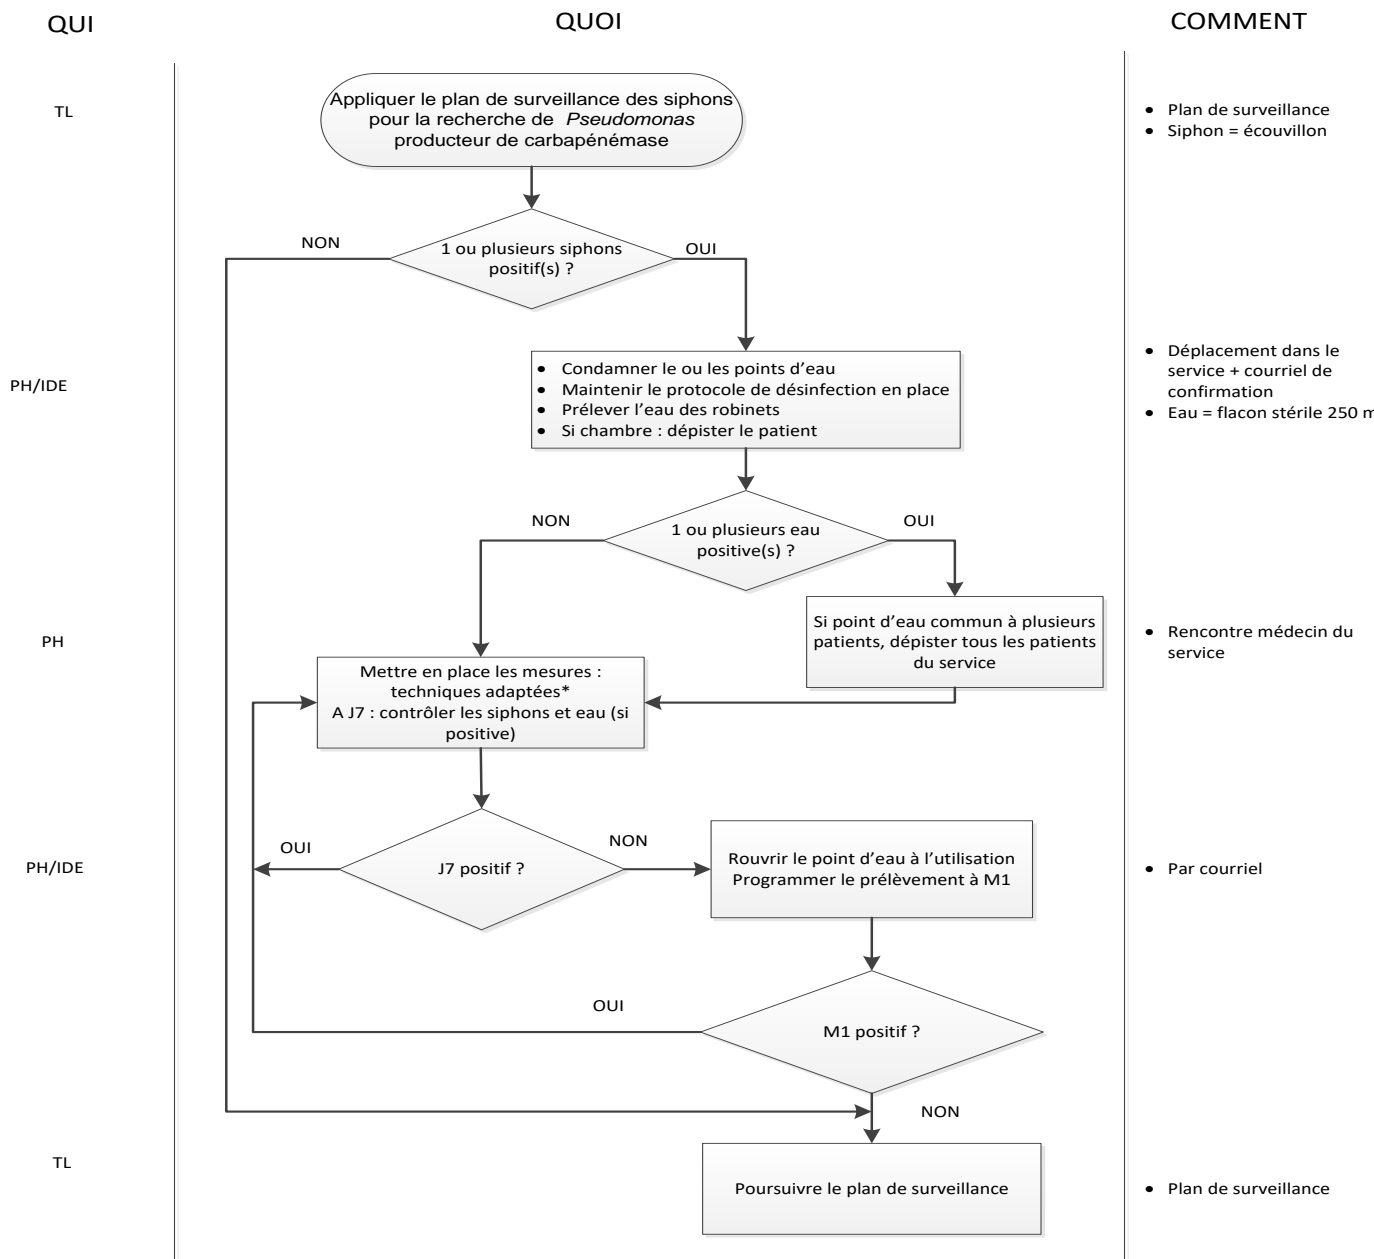 QUI
QUOI
COMMENT
TL
Appliquer le plan de surveillance des siphons
pour la recherche de Pseudomonas
producteur de carbapénémase
• Plan de surveillance
• Siphon = écouvillon
NON
1 ou plusieurs siphons
positif(s) ?
OUI
PH/IDE
• Condamner le ou les points d'eau
• Maintenir le protocole de désinfection en place
• Prélever l'eau des robinets
• Si chambre : dépister le patient
• Déplacement dans le
service + courriel de
confirmation
• Eau = flacon stérile 250 m
NON
1 ou plusieurs eau
positive(s) ?
OUI
PH
Si point d'eau commun à plusieurs
patients, dépister tous les patients
du service
• Rencontre médecin du
service
Mettre en place les mesures :
techniques adaptées*
A J7 : contrôler les siphons et eau (si
positive)
PH/IDE
OUI
J7 positif ?
NON
Rouvrir le point d'eau à l'utilisation
Programmer le prélèvement à M1
• Par courriel
OUI
M1 positif ?
NON
TL
Poursuivre le plan de surveillance
• Plan de surveillance